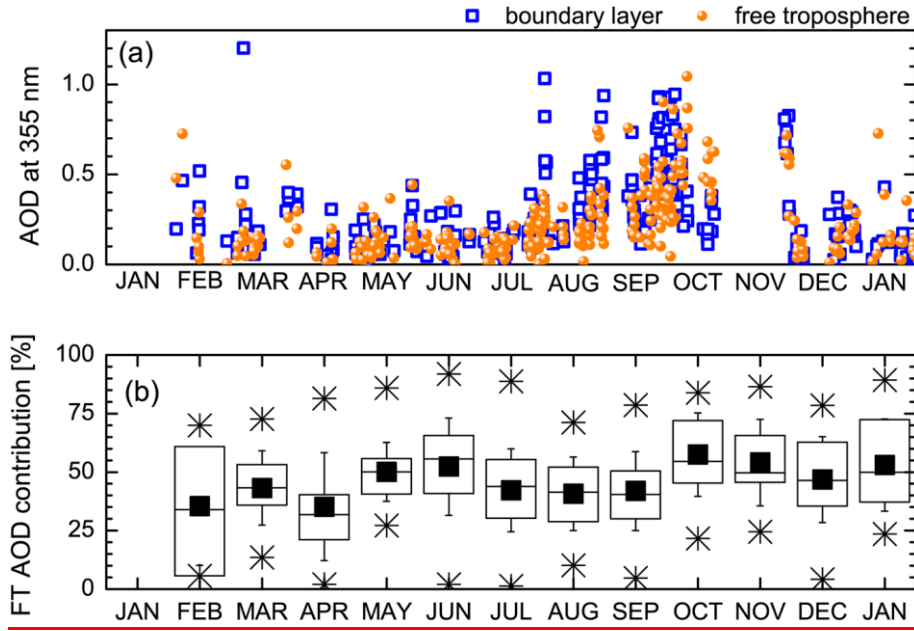 boundary layer free troposphere
(a)
AOD at 355 nm
1.0
0.5
0.0
JAN FEB MAR APR MAY JUN JUL AUG SEP OCT NOV DEC JAN
(b)
FT AOD contribution [%]
100
75
50
25
0
JAN FEB MAR APR MAY JUN JUL AUG SEP OCT NOV DEC JAN